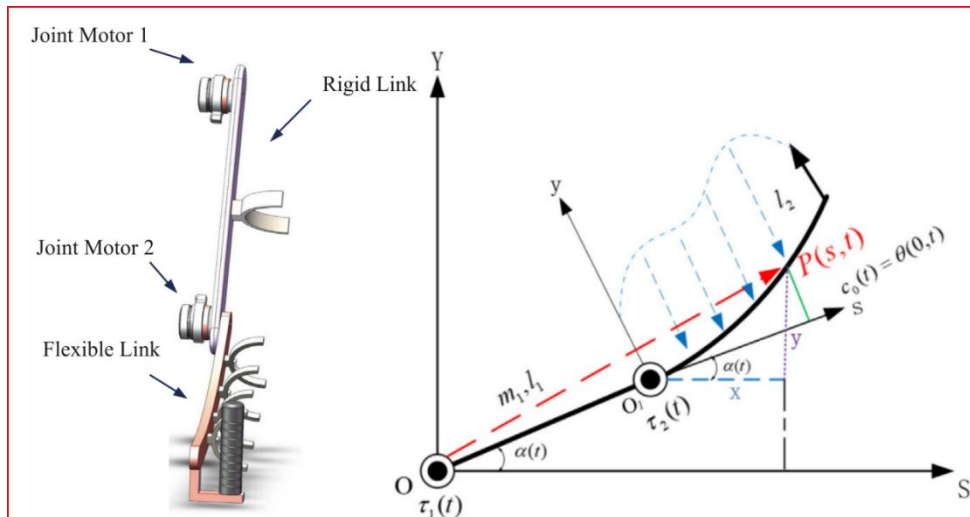 Joint Motor 1
Rigid Link
Joint Motor 2
Flexible Link
Y
y
l₂
P(s,t)
c₀(t) = θ(0,t)
S
y
α(t)
x
m₁, l₁
O₁
τ₂(t)
α(t)
O
τ₁(t)
S